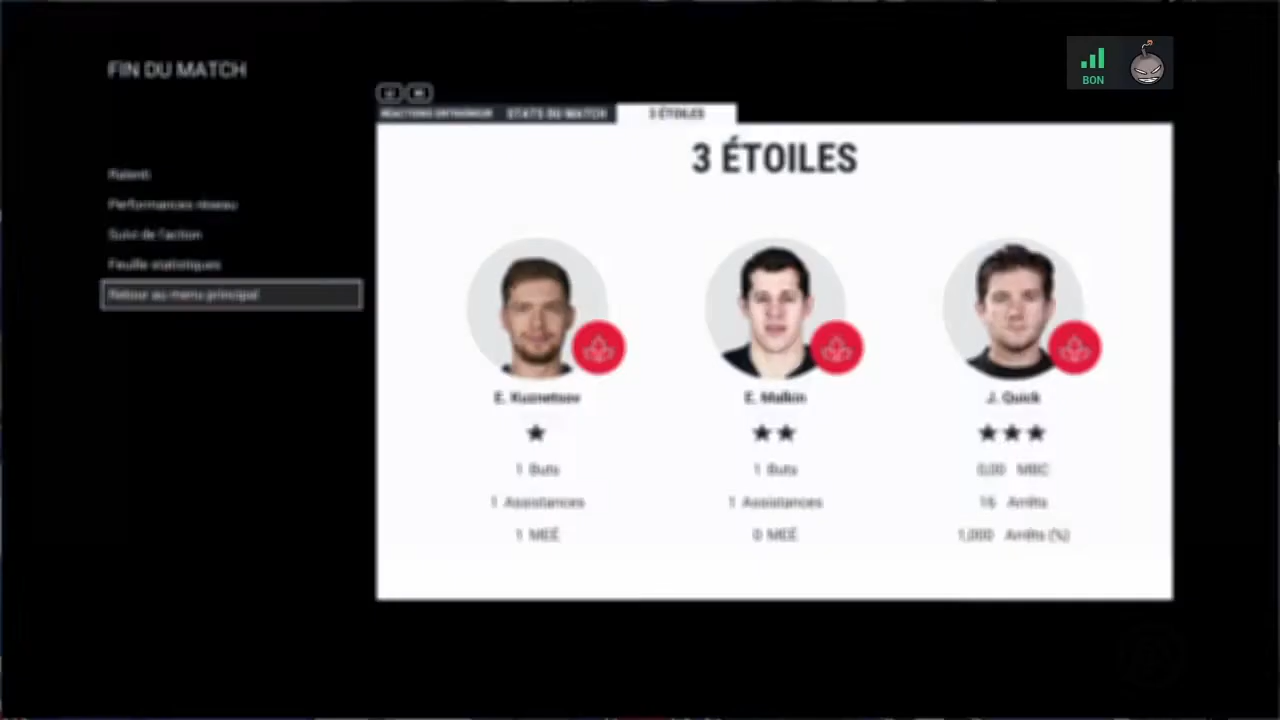 FIN DU MATCH
BON
RÉACTIONS ENTRAÎNEUR STATS DU MATCH 3 ÉTOILES
3 ÉTOILES
Ralenti
Performances réseau
Suivi de l'action
Feuille statistiques
Retour au menu principal
E. Kuznetsov E. Malkin J. Quick
1 Buts 1 Buts 0,00 MBC
1 Assistances 1 Assistances 16 Arrêts
1 MEÉ 0 MEÉ 1,000 Arrêts (%)